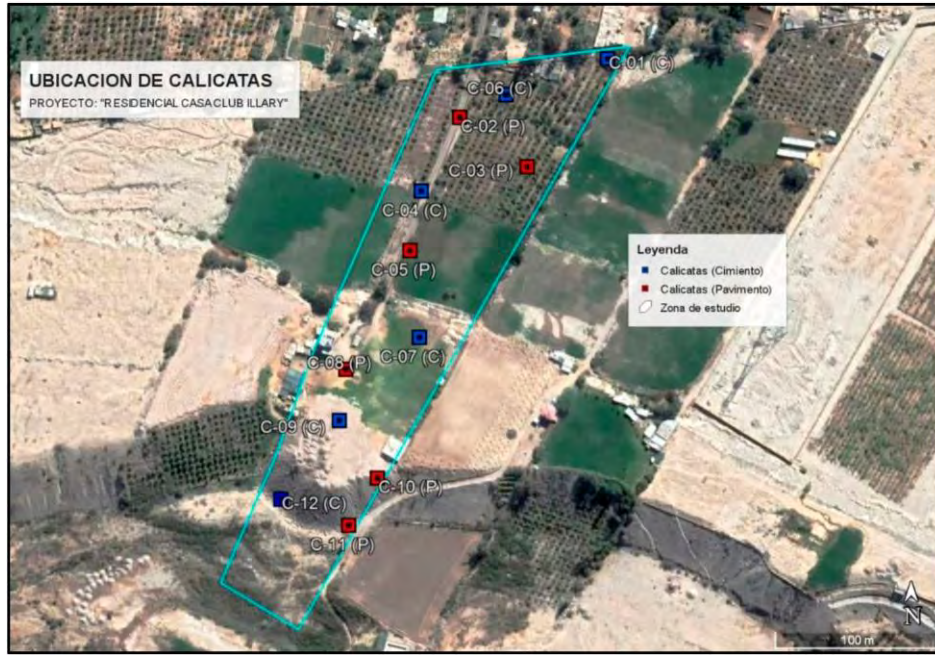 UBICACION DE CALICATAS
PROYECTO: "RESIDENCIAL CASACLUB ILLARY"
C-01 (C)
C-06 (C)
C-02 (P)
C-03 (P)
C-04 (C)
C-05 (P)
Leyenda
Calicatas (Cimiento)
Calicatas (Pavimento)
Zona de estudio
C-07 (C)
C-08 (P)
C-09 (C)
C-10 (P)
C-12 (C)
C-11 (P)
N
100 m